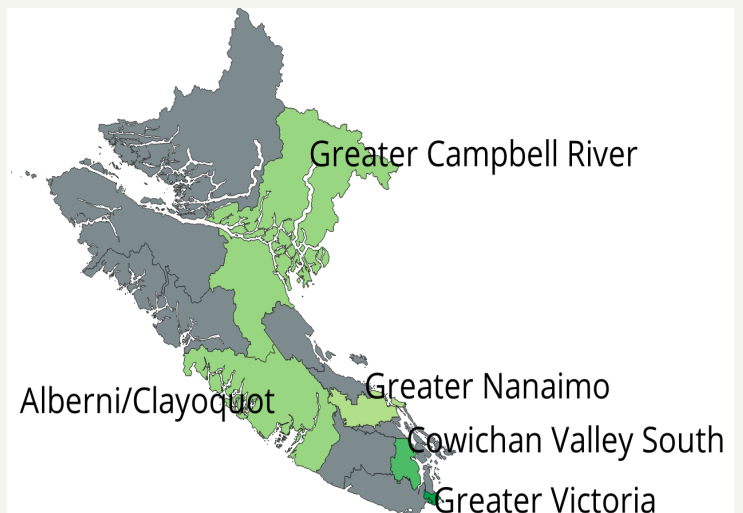 Greater Campbell River
Greater Nanaimo
Alberni/Clayoquot
Cowichan Valley South
Greater Victoria